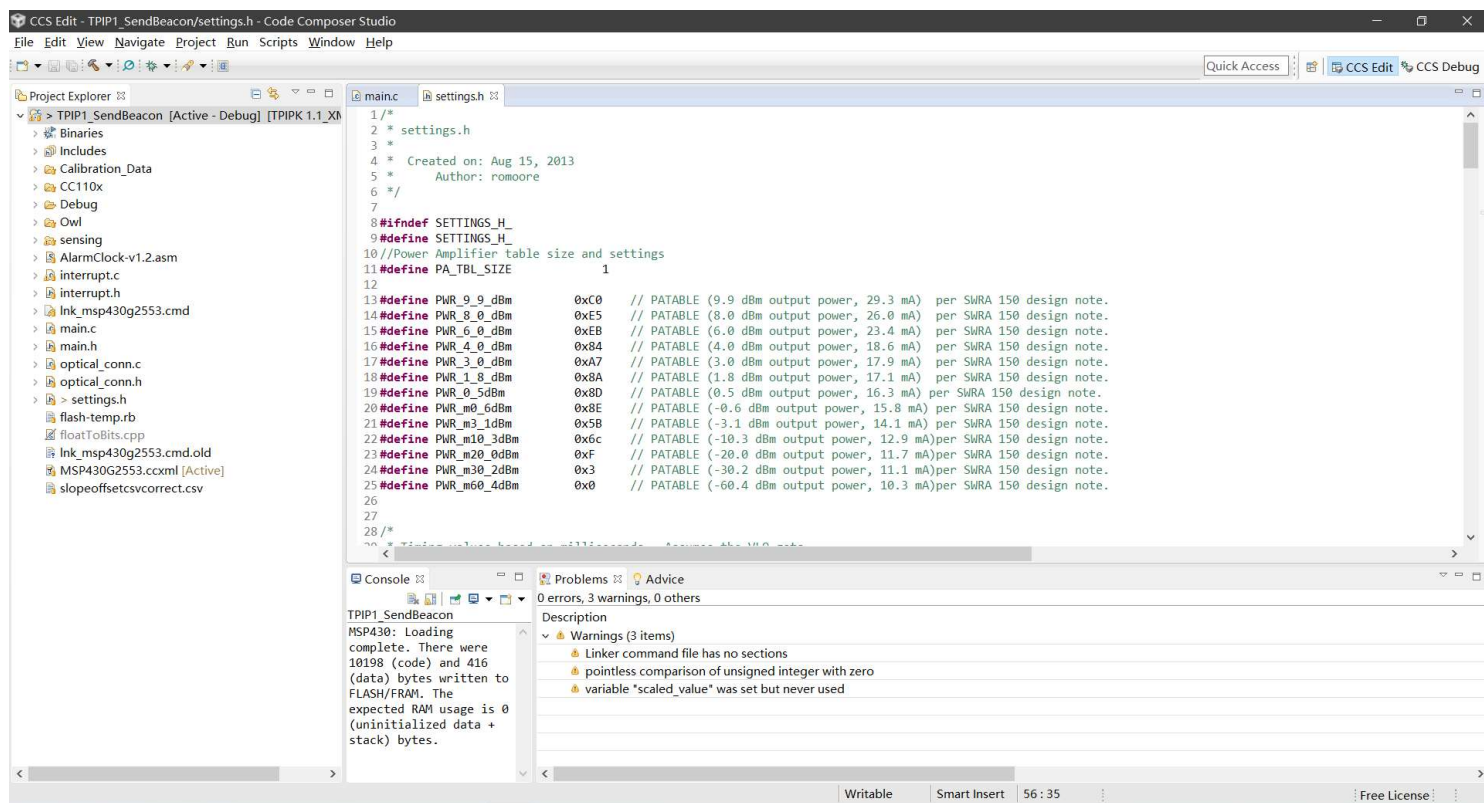 CCS Edit - TPIP1_SendBeacon/settings.h - Code Composer Studio
File Edit View Navigate Project Run Scripts Window Help
Quick Access
CCS Edit
CCS Debug
Project Explorer
> TPIP1_SendBeacon [Active - Debug] [TPIPK 1.1_XM
Binaries
Includes
Calibration_Data
CC110x
Debug
Owl
sensing
AlarmClock-v1.2.asm
interrupt.c
interrupt.h
lnk_msp430g2553.cmd
main.c
main.h
optical_conn.c
optical_conn.h
> settings.h
flash-temp.rb
floatToBits.cpp
lnk_msp430g2553.cmd.old
MSP430G2553.ccxml [Active]
slopeoffsetcsvcorrect.csv
main.c
settings.h
1 /*
2 * settings.h
3 *
4 * Created on: Aug 15, 2013
5 * Author: romoore
6 */
7
8 #ifndef SETTINGS_H_
9 #define SETTINGS_H_
10 //Power Amplifier table size and settings
11 #define PA_TBL_SIZE 1
12
13 #define PWR_9_9_dBm 0xC0 // PATABLE (9.9 dBm output power, 29.3 mA) per SWRA 150 design note.
14 #define PWR_8_0_dBm 0xE5 // PATABLE (8.0 dBm output power, 26.0 mA) per SWRA 150 design note.
15 #define PWR_6_0_dBm 0xEB // PATABLE (6.0 dBm output power, 23.4 mA) per SWRA 150 design note.
16 #define PWR_4_0_dBm 0x84 // PATABLE (4.0 dBm output power, 18.6 mA) per SWRA 150 design note.
17 #define PWR_3_0_dBm 0xA7 // PATABLE (3.0 dBm output power, 17.9 mA) per SWRA 150 design note.
18 #define PWR_1_8_dBm 0x8A // PATABLE (1.8 dBm output power, 17.1 mA) per SWRA 150 design note.
19 #define PWR_0_5dBm 0x8D // PATABLE (0.5 dBm output power, 16.3 mA) per SWRA 150 design note.
20 #define PWR_m0_6dBm 0x8E // PATABLE (-0.6 dBm output power, 15.8 mA) per SWRA 150 design note.
21 #define PWR_m3_1dBm 0x5B // PATABLE (-3.1 dBm output power, 14.1 mA) per SWRA 150 design note.
22 #define PWR_m10_3dBm 0x6c // PATABLE (-10.3 dBm output power, 12.9 mA)per SWRA 150 design note.
23 #define PWR_m20_0dBm 0xF // PATABLE (-20.0 dBm output power, 11.7 mA)per SWRA 150 design note.
24 #define PWR_m30_2dBm 0x3 // PATABLE (-30.2 dBm output power, 11.1 mA)per SWRA 150 design note.
25 #define PWR_m60_4dBm 0x0 // PATABLE (-60.4 dBm output power, 10.3 mA)per SWRA 150 design note.
26
27
28 /*
Console
TPIP1_SendBeacon
MSP430: Loading
complete. There were
10198 (code) and 416
(data) bytes written to
FLASH/FRAM. The
expected RAM usage is 0
(uninitialized data +
stack) bytes.
Problems
Advice
0 errors, 3 warnings, 0 others
Description
Warnings (3 items)
Linker command file has no sections
pointless comparison of unsigned integer with zero
variable "scaled_value" was set but never used
Writable
Smart Insert
56 : 35
Free License